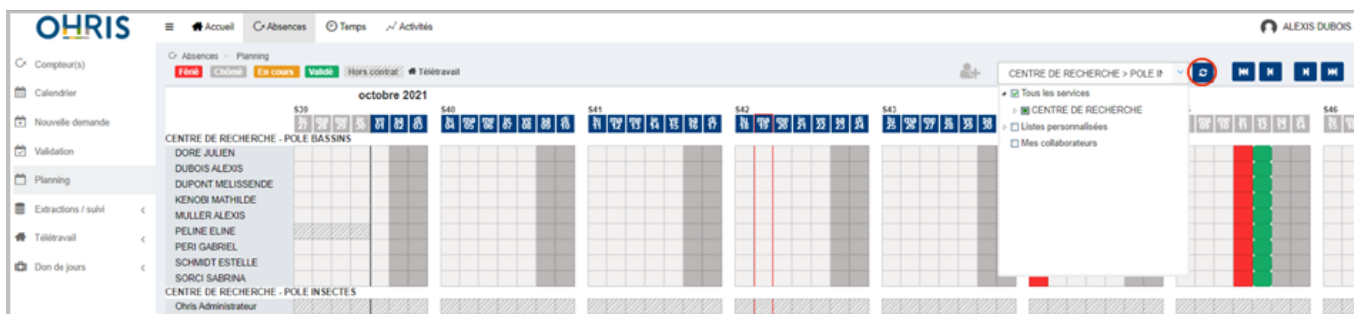 OHRIS
Accueil Absences Temps Activités
ALEXIS DUBOIS
Compteur(s)
Calendrier
Nouvelle demande
Validation
Planning
Extractions / suivi
Télétravail
Don de jours
Absences > Planning
Férié Chômé En cours Validé Hors contrat Télétravail
CENTRE DE RECHERCHE > POLE IN
Tous les services
CENTRE DE RECHERCHE
Listes personnalisées
Mes collaborateurs
octobre 2021
S39 S40 S41 S42 S43 S46
CENTRE DE RECHERCHE - POLE BASSINS
DORE JULIEN
DUBOIS ALEXIS
DUPONT MELISSENDE
KENOBI MATHILDE
MULLER ALEXIS
PELINE ELINE
PERI GABRIEL
SCHMIDT ESTELLE
SORCI SABRINA
CENTRE DE RECHERCHE - POLE INSECTES
Ohris Administrateur